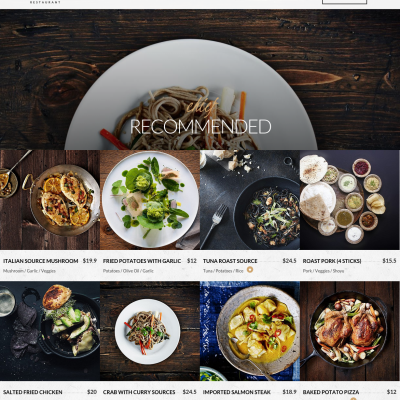 RESTAURANT
chef
RECOMMENDED
ITALIAN SOURCE MUSHROOM $19.9
Mushroom / Garlic / Veggies
FRIED POTATOES WITH GARLIC $12
Potatoes / Olive Oil / Garlic
TUNA ROAST SOURCE $24.5
Tuna / Potatoes / Rice
ROAST PORK (4 STICKS) $15.5
Pork / Veggies / Shoyu
SALTED FRIED CHICKEN $20
CRAB WITH CURRY SOURCES $24.5
IMPORTED SALMON STEAK $18.9
BAKED POTATO PIZZA $12